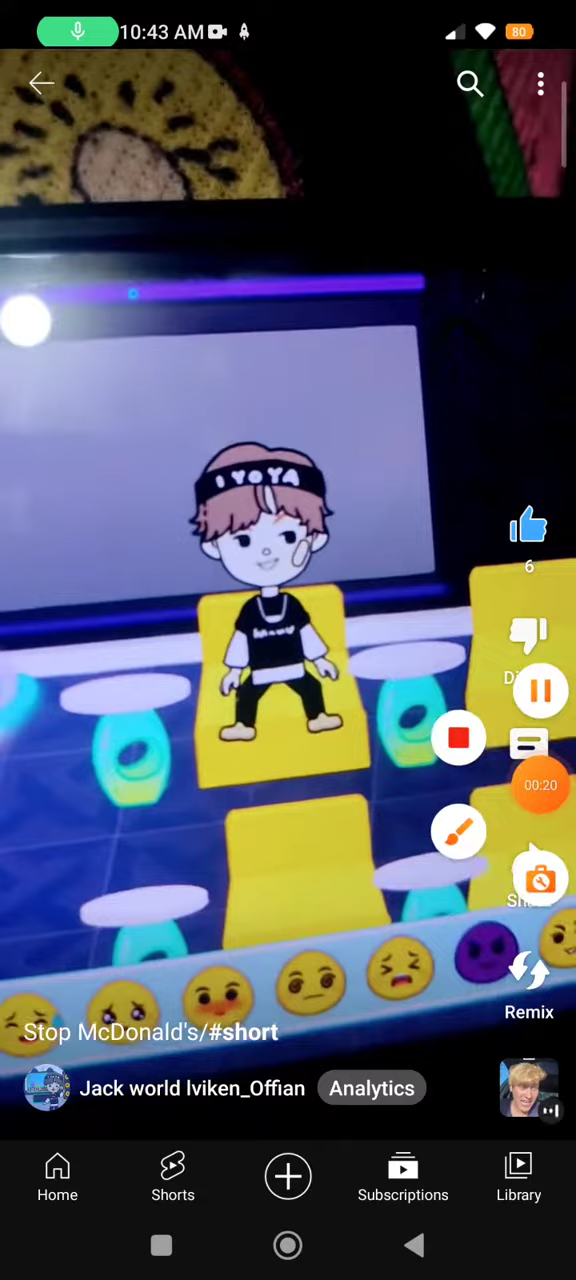 10:43 AM
80
I YOYA
6
00:20
Remix
Stop McDonald's/#short
Jack world lviken_Offian
Analytics
Home
Shorts
Subscriptions
Library